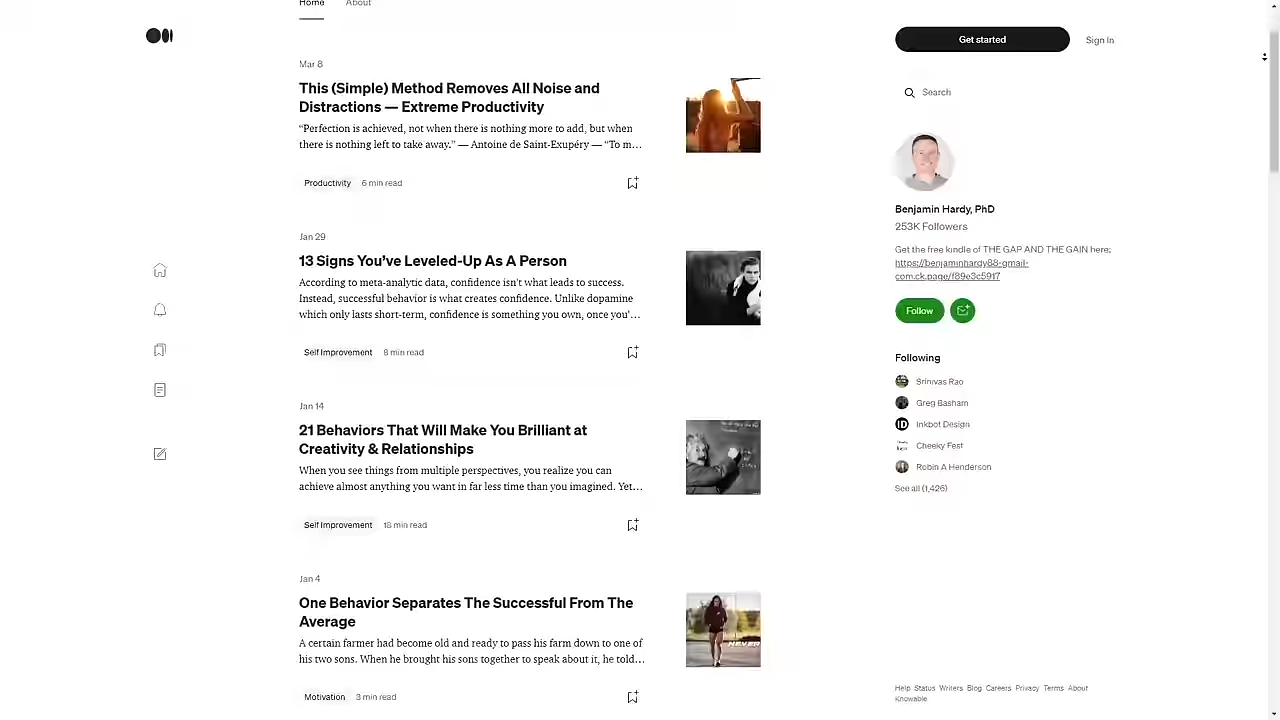 Home About
Get started Sign In
Mar 8
This (Simple) Method Removes All Noise and
Distractions — Extreme Productivity
“Perfection is achieved, not when there is nothing more to add, but when
there is nothing left to take away.” — Antoine de Saint-Exupéry — “To m…
Productivity 6 min read
Jan 29
13 Signs You’ve Leveled-Up As A Person
According to meta-analytic data, confidence isn’t what leads to success.
Instead, successful behavior is what creates confidence. Unlike dopamine
which only lasts short-term, confidence is something you own, once you’…
Self Improvement 8 min read
Jan 14
21 Behaviors That Will Make You Brilliant at
Creativity & Relationships
When you see things from multiple perspectives, you realize you can
achieve almost anything you want in far less time than you imagined. Yet…
Self Improvement 18 min read
Jan 4
One Behavior Separates The Successful From The
Average
A certain farmer had become old and ready to pass his farm down to one of
his two sons. When he brought his sons together to speak about it, he told…
Motivation 3 min read
Search
Benjamin Hardy, PhD
253K Followers
Get the free kindle of THE GAP AND THE GAIN here:
https://benjaminhardy88-gmail-
com.ck.page/f89e3c5917
Follow
Following
Srinivas Rao
Greg Basham
ID Inkbot Design
Cheeky Fest
Robin A Henderson
See all (1,426)
Help Status Writers Blog Careers Privacy Terms About
Knowable